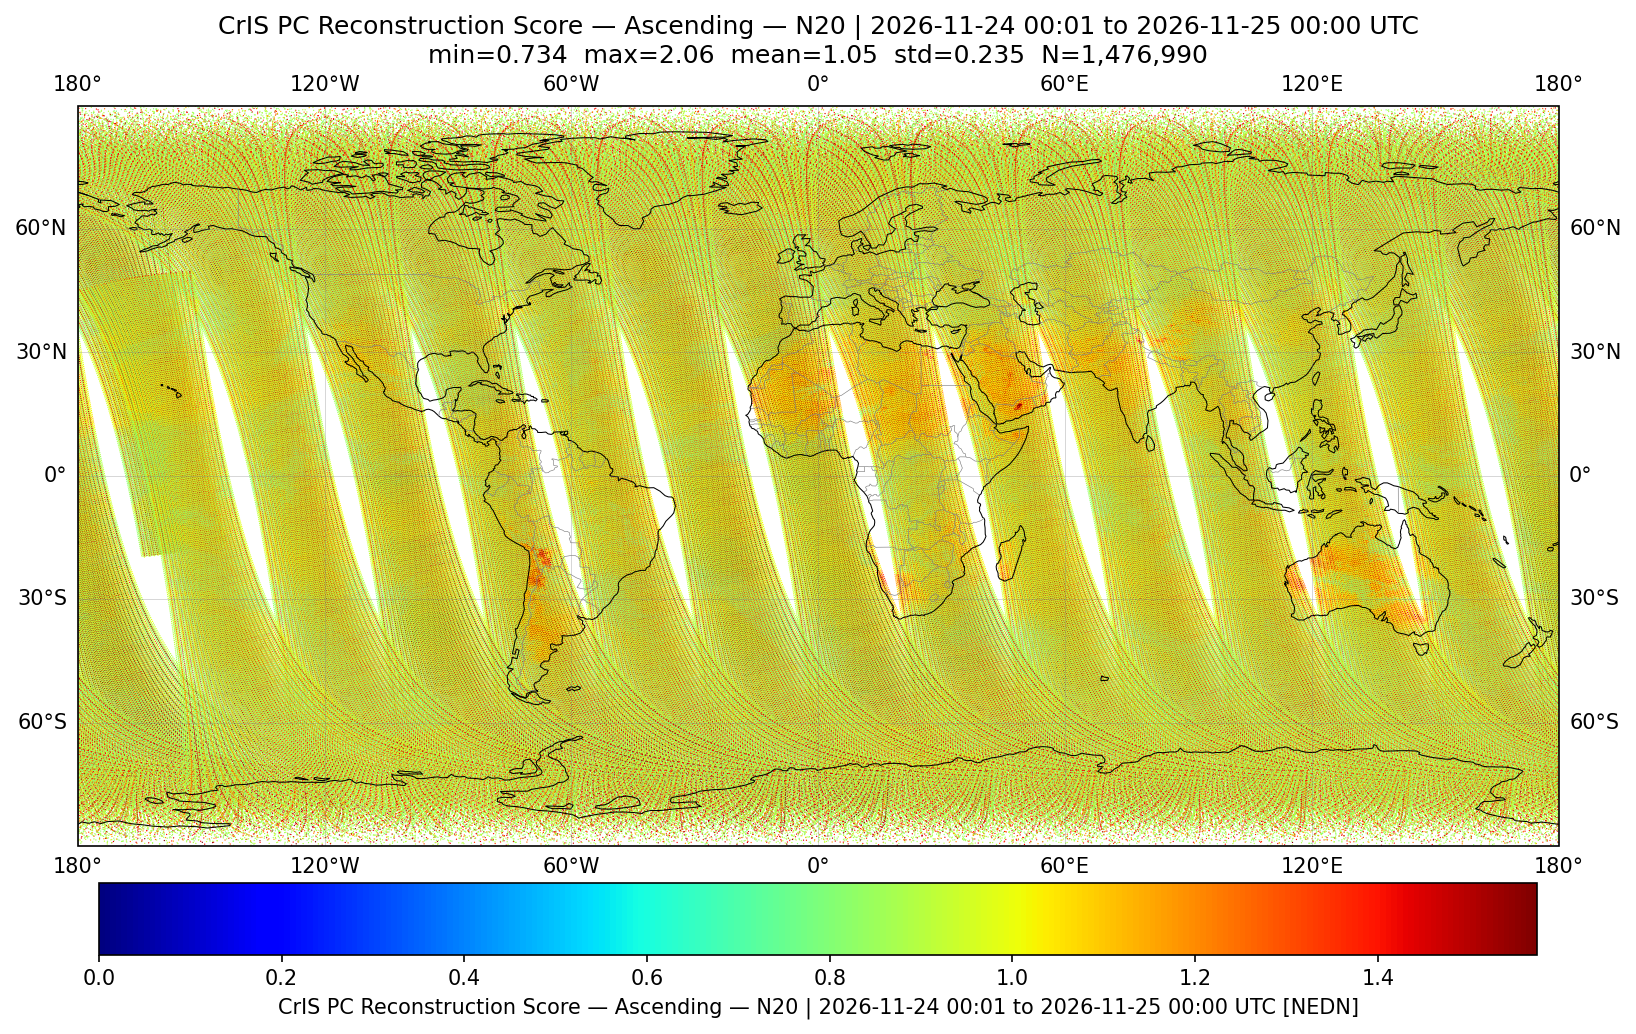 CrIS PC Reconstruction Score — Ascending — N20 | 2026-11-24 00:01 to 2026-11-25 00:00 UTC
min=0.734 max=2.06 mean=1.05 std=0.235 N=1,476,990
180° 120°W 60°W 0° 60°E 120°E 180°
60°N 60°N
30°N 30°N
0° 0°
30°S 30°S
60°S 60°S
180° 120°W 60°W 0° 60°E 120°E 180°
0.0 0.2 0.4 0.6 0.8 1.0 1.2 1.4
CrIS PC Reconstruction Score — Ascending — N20 | 2026-11-24 00:01 to 2026-11-25 00:00 UTC [NEDN]